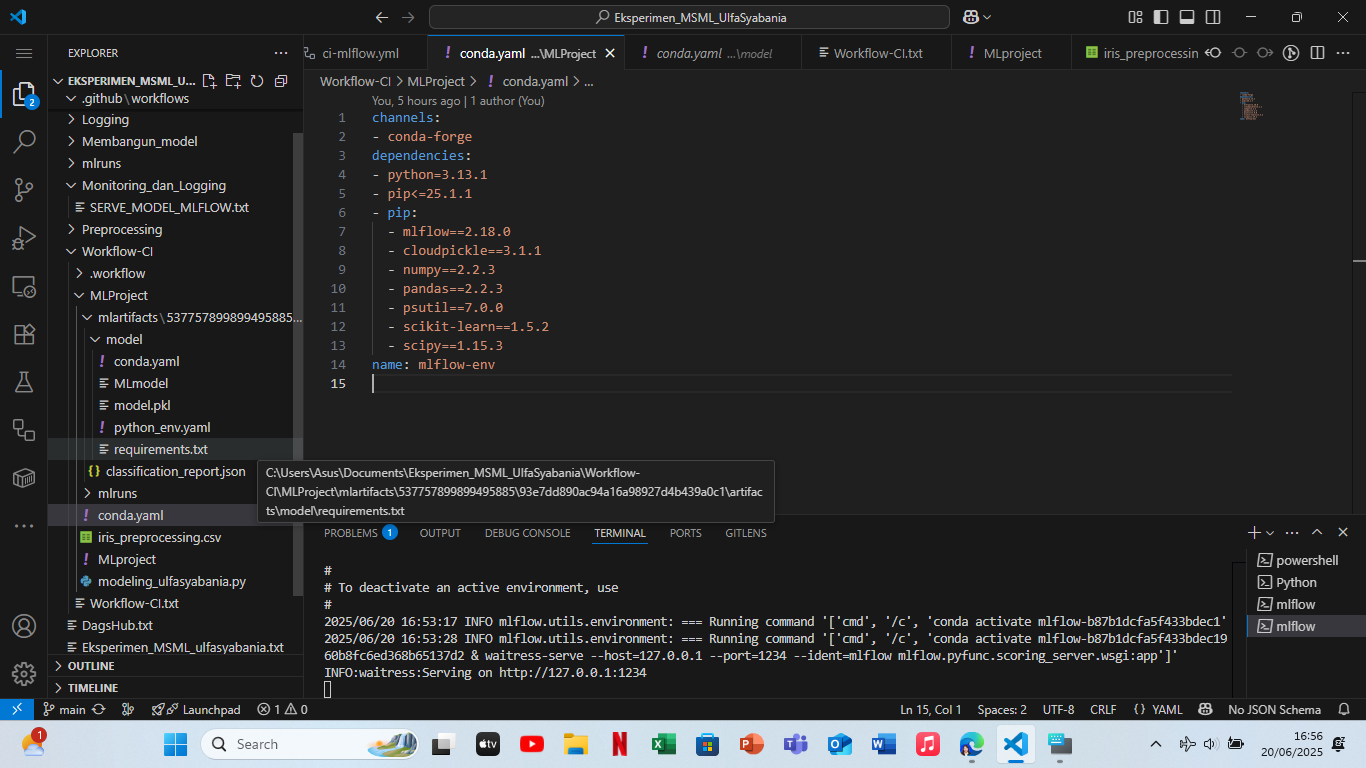 Eksperimen_MSML_UlfaSyabania
EXPLORER
EKSPERIMEN_MSML_U...
.github\workflows
Logging
Membangun_model
mlruns
Monitoring_dan_Logging
SERVE_MODEL_MLFLOW.txt
Preprocessing
Workflow-CI
.workflow
MLProject
mlartifacts\537757899899495885...
model
conda.yaml
MLmodel
model.pkl
python_env.yaml
requirements.txt
classification_report.json
mlruns
conda.yaml
iris_preprocessing.csv
MLproject
modeling_ulfasyabania.py
Workflow-CI.txt
DagsHub.txt
Eksperimen_MSML_ulfasyabania.txt
OUTLINE
TIMELINE
2
ci-mlflow.yml
conda.yaml ...\MLProject
conda.yaml ...\model
Workflow-CI.txt
MLproject
iris_preprocessin
Workflow-CI > MLProject > ! conda.yaml > ...
You, 5 hours ago | 1 author (You)
1 channels:
2 - conda-forge
3 dependencies:
4 - python=3.13.1
5 - pip<=25.1.1
6 - pip:
7 - mlflow==2.18.0
8 - cloudpickle==3.1.1
9 - numpy==2.2.3
10 - pandas==2.2.3
11 - psutil==7.0.0
12 - scikit-learn==1.5.2
13 - scipy==1.15.3
14 name: mlflow-env
15
C:\Users\Asus\Documents\Eksperimen_MSML_UlfaSyabania\Workflow-
CI\MLProject\mlartifacts\537757899899495885\93e7dd890ac94a16a98927d4b439a0c1\artifac
ts\model\requirements.txt
PROBLEMS 1 OUTPUT DEBUG CONSOLE TERMINAL PORTS GITLENS
#
# To deactivate an active environment, use
#
2025/06/20 16:53:17 INFO mlflow.utils.environment: === Running command '['cmd', '/c', 'conda activate mlflow-b87b1dcfa5f433bdec1'
2025/06/20 16:53:28 INFO mlflow.utils.environment: === Running command '['cmd', '/c', 'conda activate mlflow-b87b1dcfa5f433bdec19
60b8fc6ed368b65137d2 & waitress-serve --host=127.0.0.1 --port=1234 --ident=mlflow mlflow.pyfunc.scoring_server.wsgi:app']'
INFO:waitress:Serving on http://127.0.0.1:1234
powershell
Python
mlflow
mlflow
main Launchpad 1 0 Ln 15, Col 1 Spaces: 2 UTF-8 CRLF {} YAML No JSON Schema
1
Search
tv
16:56
20/06/2025